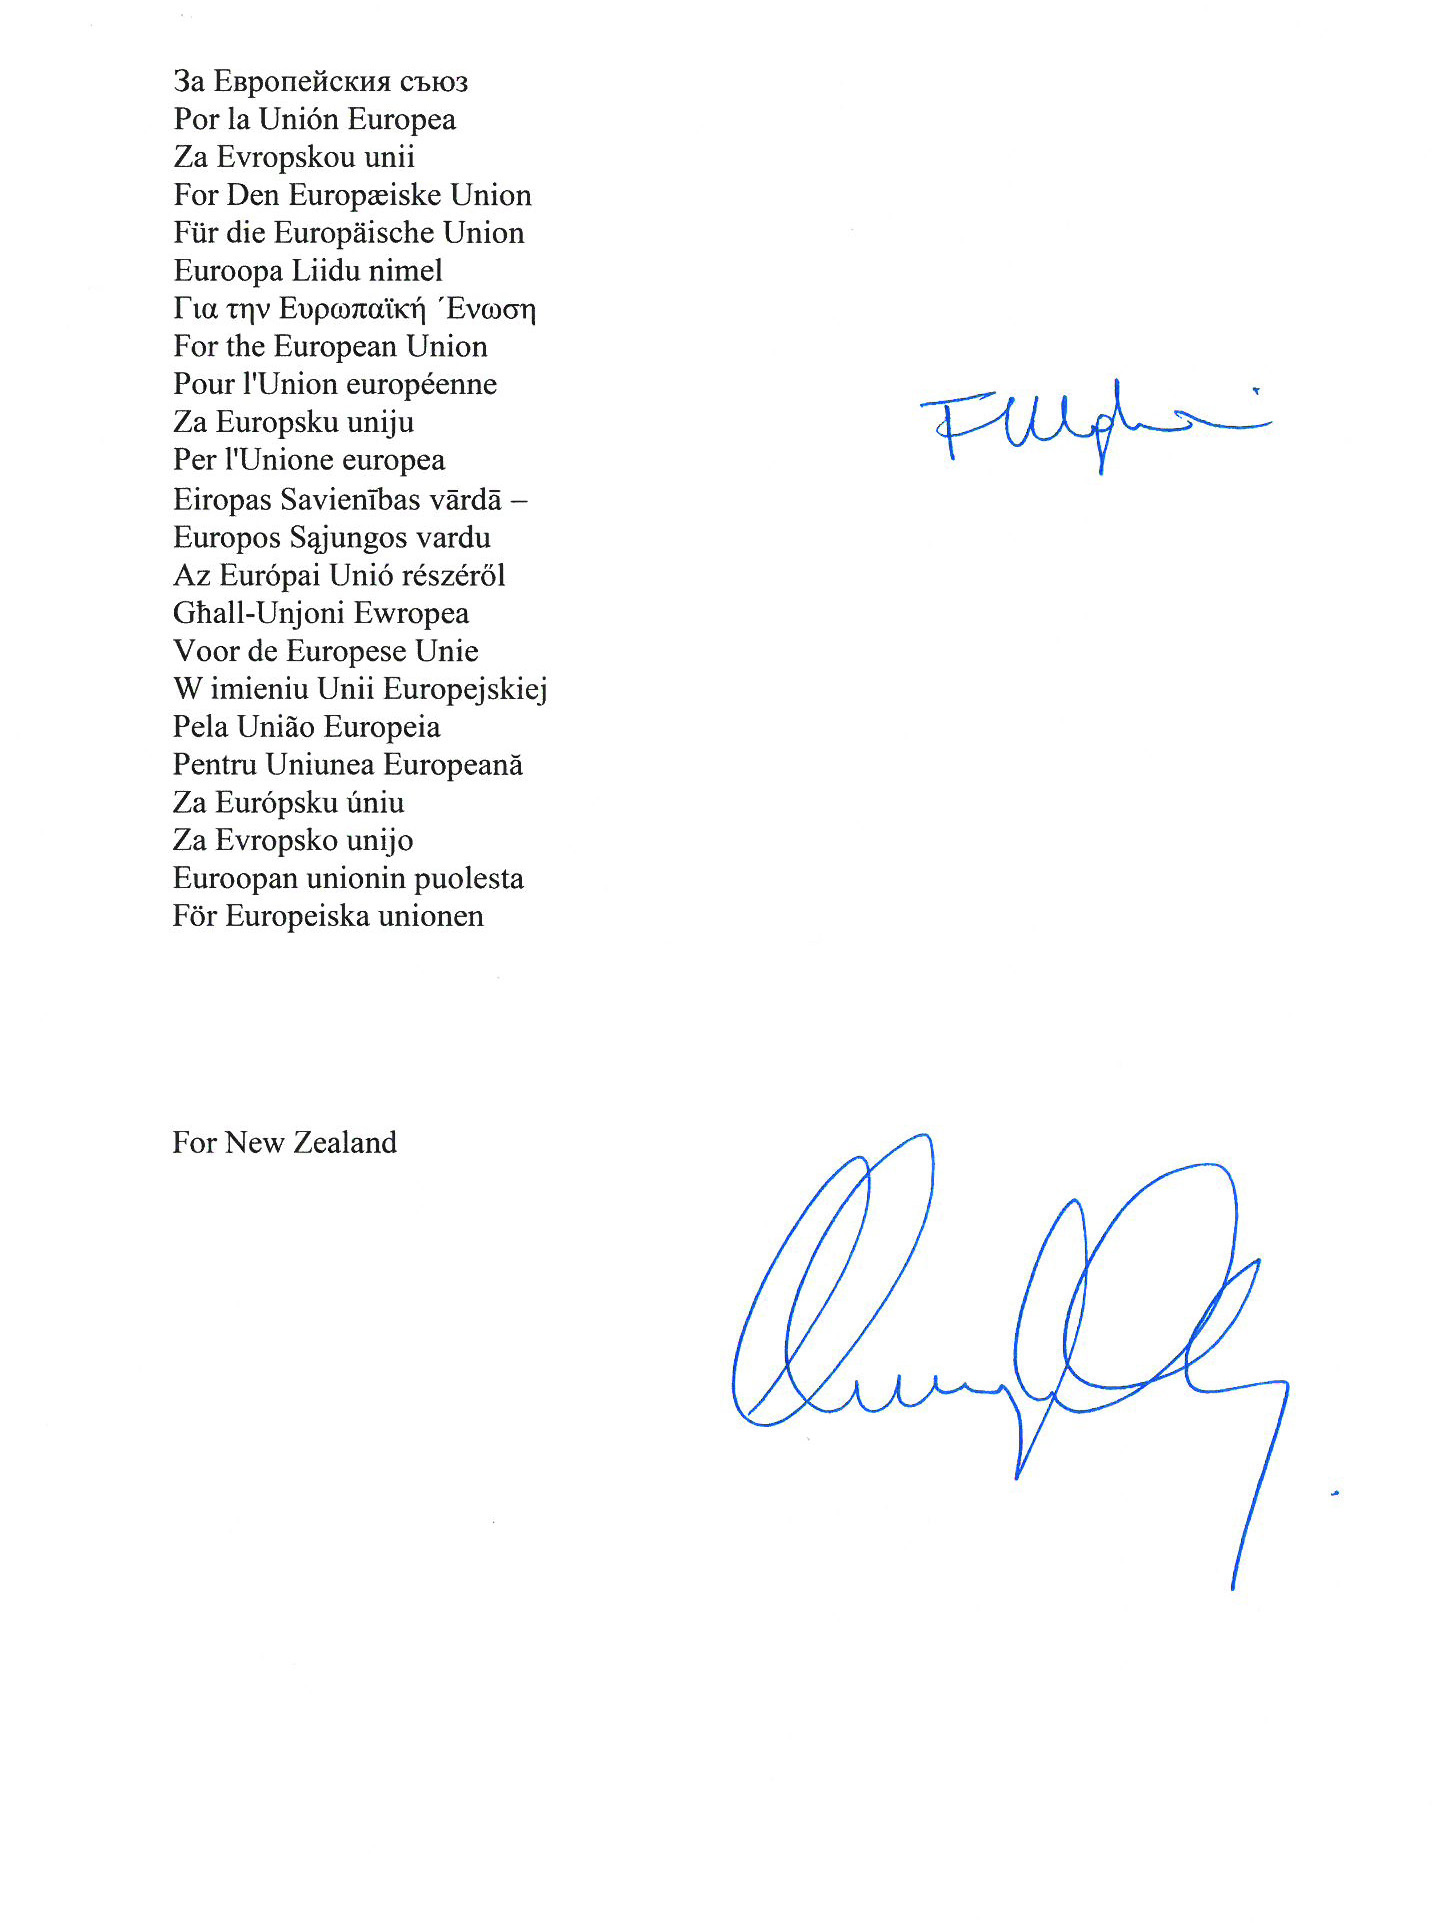 За Европейския съюз
Por la Unión Europea
Za Evropskou unii
For Den Europæiske Union
Für die Europäische Union
Euroopa Liidu nimel
Για την Ευρωπαϊκή Ένωση
For the European Union
Pour l'Union européenne
Za Europsku uniju
Per l'Unione europea
Eiropas Savienības vārdā –
Europos Sąjungos vardu
Az Európai Unió részéről
Għall-Unjoni Ewropea
Voor de Europese Unie
W imieniu Unii Europejskiej
Pela União Europeia
Pentru Uniunea Europeană
Za Európsku úniu
Za Evropsko unijo
Euroopan unionin puolesta
För Europeiska unionen
For New Zealand